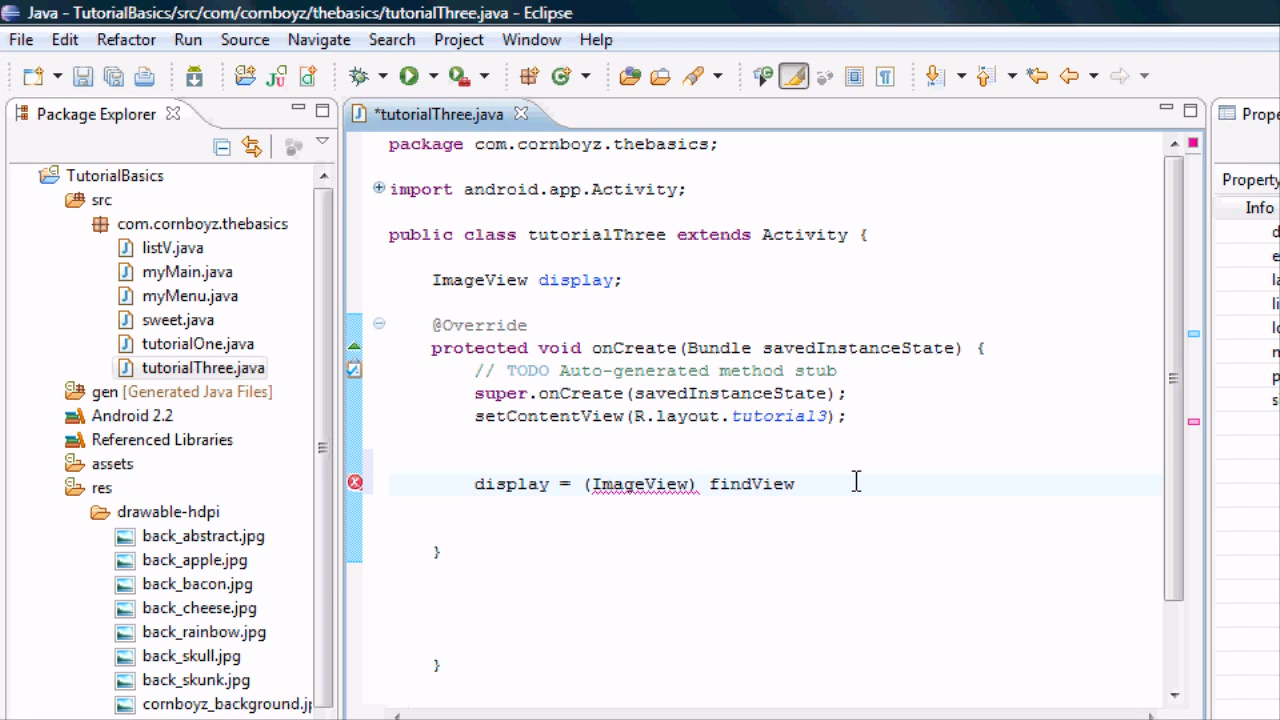 Java - TutorialBasics/src/com/cornboyz/thebasics/tutorialThree.java - Eclipse
File Edit Refactor Run Source Navigate Search Project Window Help
Package Explorer
TutorialBasics
src
com.cornboyz.thebasics
listV.java
myMain.java
myMenu.java
sweet.java
tutorialOne.java
tutorialThree.java
gen [Generated Java Files]
Android 2.2
Referenced Libraries
assets
res
drawable-hdpi
back_abstract.jpg
back_apple.jpg
back_bacon.jpg
back_cheese.jpg
back_rainbow.jpg
back_skull.jpg
back_skunk.jpg
cornboyz_background.j
*tutorialThree.java
package com.cornboyz.thebasics;
import android.app.Activity;
public class tutorialThree extends Activity {
ImageView display;
@Override
protected void onCreate(Bundle savedInstanceState) {
// TODO Auto-generated method stub
super.onCreate(savedInstanceState);
setContentView(R.layout.tutorial3);
display = (ImageView) findView
}
}
Prope
Property
Info